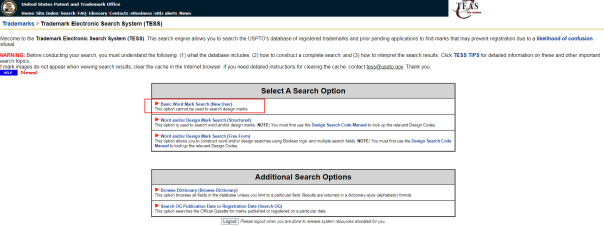 United States Patent and Trademark Office
Home Site Index Search FAQ Glossary Contacts eBusiness eBiz alerts News
TESS
Trademarks > Trademark Electronic Search System (TESS)
Welcome to the Trademark Electronic Search System (TESS). This search engine allows you to search the USPTO's database of registered trademarks and prior pending applications to find marks that may prevent registration due to a likelihood of confusion
refusal.
WARNING: Before conducting your search, you must understand the following: (1) what the database includes; (2) how to construct a complete search; and (3) how to interpret the search results. Click TESS TIPS for detailed information on these and other important
search topics.
If mark images do not appear when viewing search results, clear the cache in the Internet browser. If you need detailed instructions for clearing the cache, contact tess@uspto.gov. Thank you.
HELP News!
Select A Search Option
Basic Word Mark Search (New User)
This option cannot be used to search design marks.
Word and/or Design Mark Search (Structured)
This option is used to search word and/or design marks. NOTE: You must first use the Design Search Code Manual to look up the relevant Design Codes.
Word and/or Design Mark Search (Free Form)
This option allows you to construct word and/or design searches using Boolean logic and multiple search fields. NOTE: You must first use the Design Search Code
Manual to look up the relevant Design Codes.
Additional Search Options
Browse Dictionary (Browse Dictionary)
This option browses all fields in the database unless you limit to a particular field. Results are returned in a dictionary-style (alphabetic) format.
Search OG Publication Date or Registration Date (Search OG)
This option searches the Official Gazette for marks published or registered on a particular date.
Logout Please logout when you are done to release system resources allocated for you.